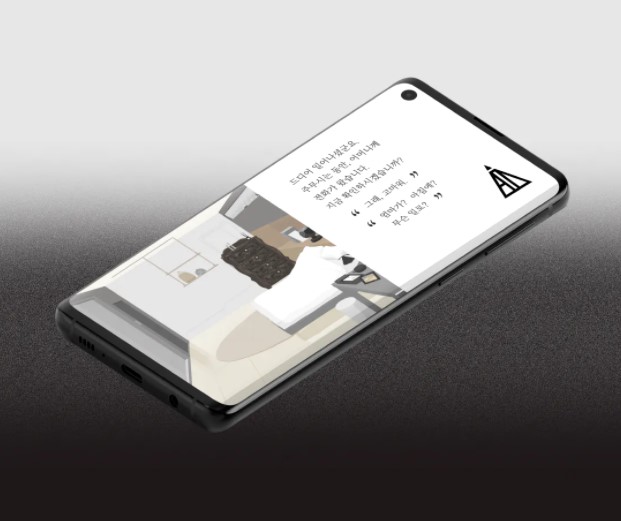 드디어 일어나셨군요.
주무시는 동안, 어머니께
전화가 왔습니다.
지금 확인하시겠습니까?
“ 그래, 고마워. ”
“ 엄마가? 아침에?
무슨 일로? ”